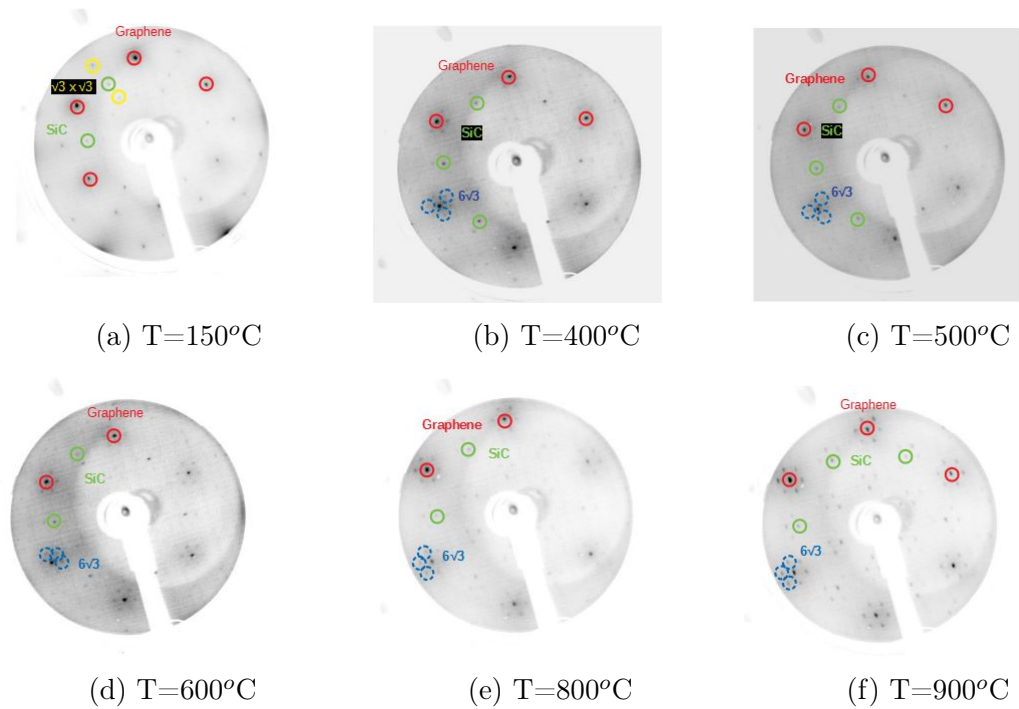 Graphene
√3 x √3
SiC
(a) T=150°C
Graphene
SiC
6√3
(b) T=400°C
Graphene
SiC
6√3
(c) T=500°C
Graphene
SiC
6√3
(d) T=600°C
Graphene
SiC
6√3
(e) T=800°C
Graphene
SiC
6√3
(f) T=900°C